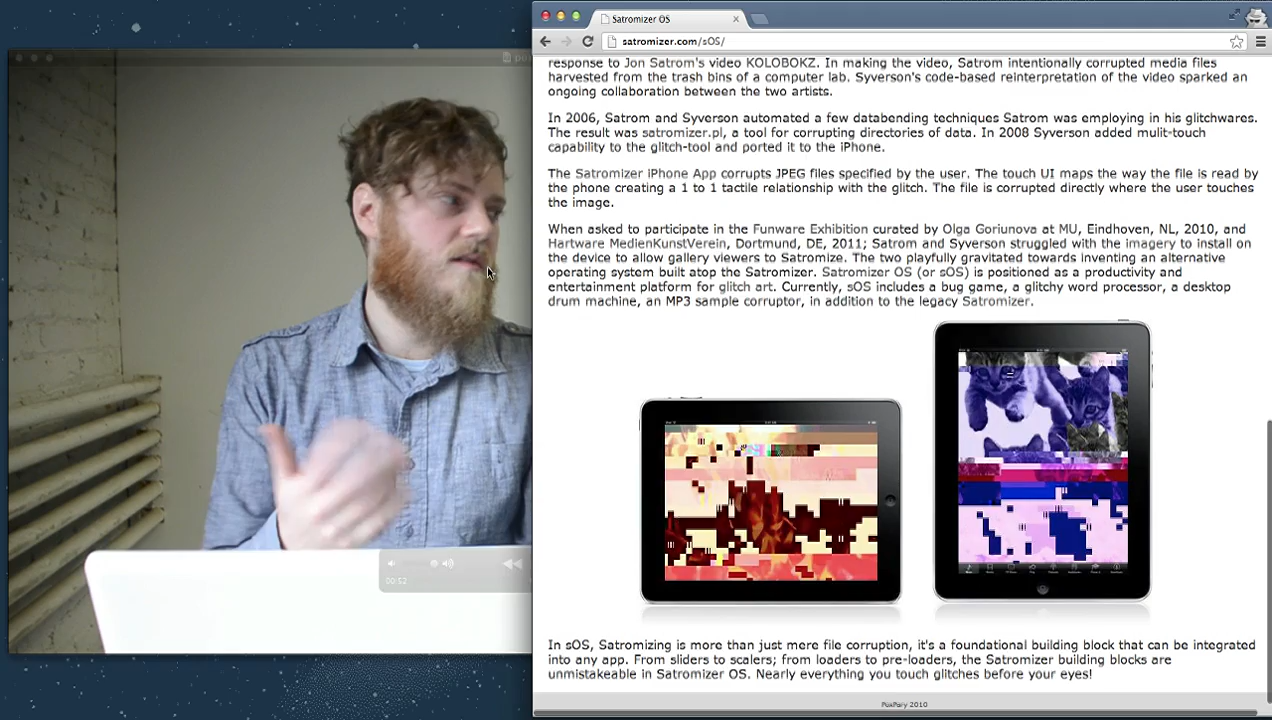 Satromizer OS
satromizer.com/sOS/
response to Jon Satrom's video KOLOBOKZ. In making the video, Satrom intentionally corrupted media files
harvested from the trash bins of a computer lab. Syverson's code-based reinterpretation of the video sparked an
ongoing collaboration between the two artists.
In 2006, Satrom and Syverson automated a few databending techniques Satrom was employing in his glitchwares.
The result was satromizer.pl, a tool for corrupting directories of data. In 2008 Syverson added mulit-touch
capability to the glitch-tool and ported it to the iPhone.
The Satromizer iPhone App corrupts JPEG files specified by the user. The touch UI maps the way the file is read by
the phone creating a 1 to 1 tactile relationship with the glitch. The file is corrupted directly where the user touches
the image.
When asked to participate in the Funware Exhibition curated by Olga Goriunova at MU, Eindhoven, NL, 2010, and
Hartware MedienKunstVerein, Dortmund, DE, 2011; Satrom and Syverson struggled with the imagery to install on
the device to allow gallery viewers to Satromize. The two playfully gravitated towards inventing an alternative
operating system built atop the Satromizer. Satromizer OS (or sOS) is positioned as a productivity and
entertainment platform for glitch art. Currently, sOS includes a bug game, a glitchy word processor, a desktop
drum machine, an MP3 sample corruptor, in addition to the legacy Satromizer.
00:52
In sOS, Satromizing is more than just mere file corruption, it's a foundational building block that can be integrated
into any app. From sliders to scalers; from loaders to pre-loaders, the Satromizer building blocks are
unmistakeable in Satromizer OS. Nearly everything you touch glitches before your eyes!
PoxPary 2010